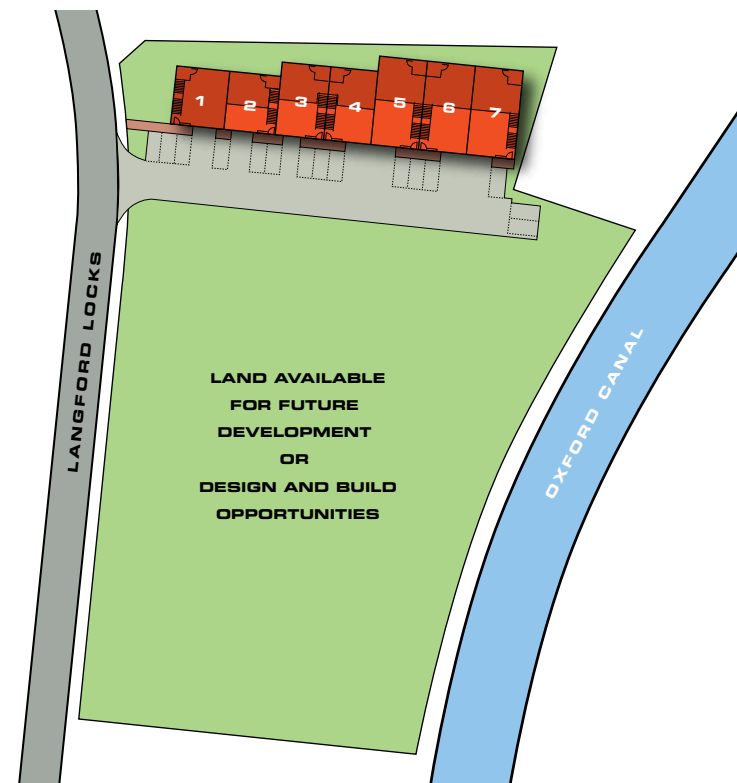 1
2
3
4
5
6
7
LANGFORD LOCKS
LAND AVAILABLE
FOR FUTURE
DEVELOPMENT
OR
DESIGN AND BUILD
OPPORTUNITIES
OXFORD CANAL